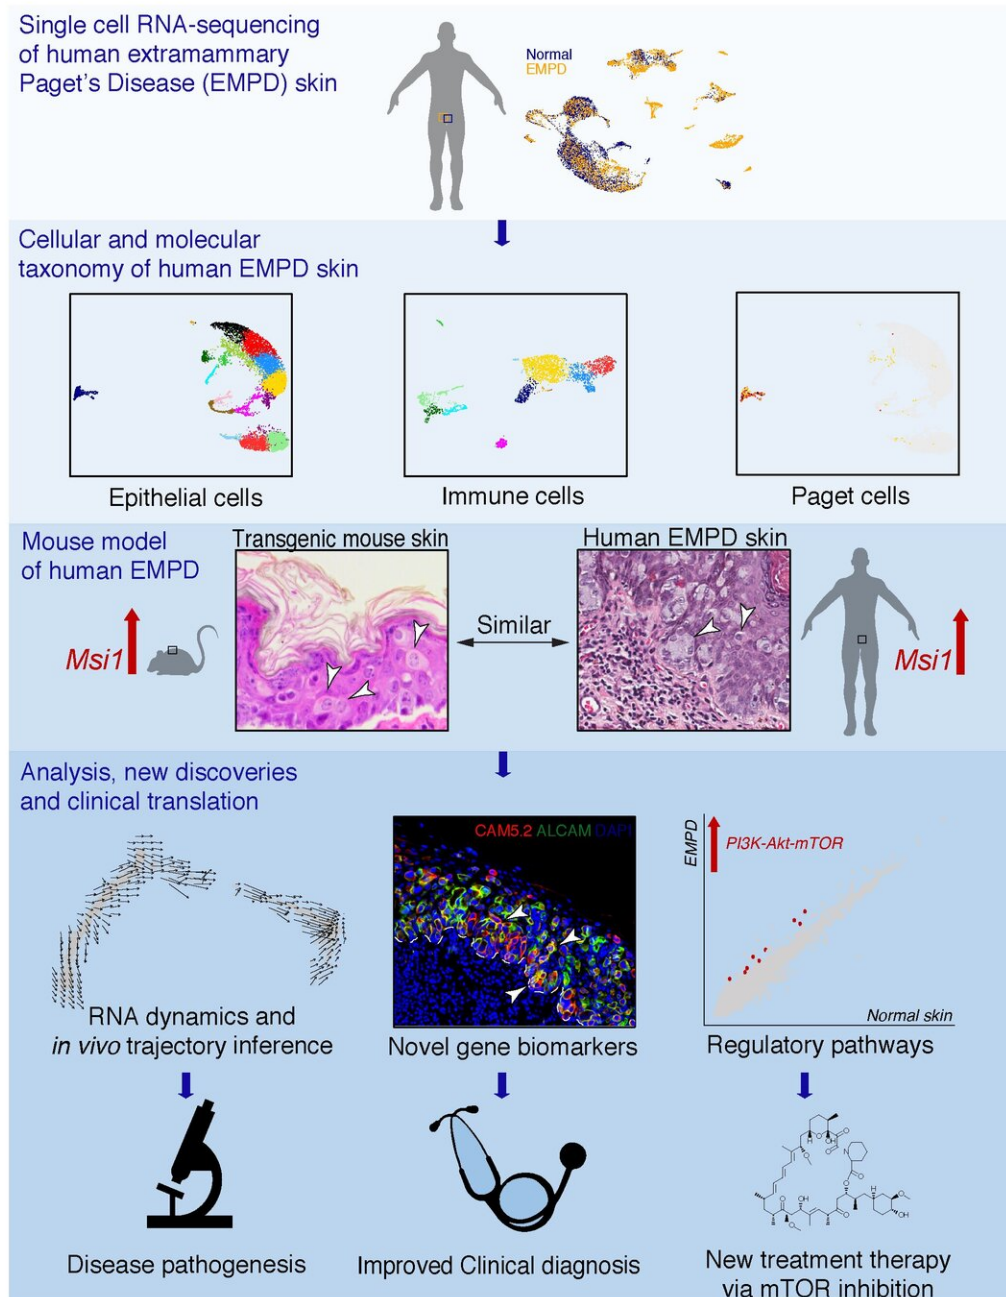 Single cell RNA-sequencing
of human extramammary
Paget's Disease (EMPD) skin
Normal
EMPD
Cellular and molecular
taxonomy of human EMPD skin
Epithelial cells
Immune cells
Paget cells
Mouse model
of human EMPD
Transgenic mouse skin
Human EMPD skin
Msi1
Similar
Msi1
Analysis, new discoveries
and clinical translation
CAM5.2 ALCAM DAPI
EMPD
PI3K-Akt-mTOR
Normal skin
RNA dynamics and
in vivo trajectory inference
Novel gene biomarkers
Regulatory pathways
H
O
O
H
O
O
N
O
O
OH
O
O
O
H
O
OH
Disease pathogenesis
Improved Clinical diagnosis
New treatment therapy
via mTOR inhibition